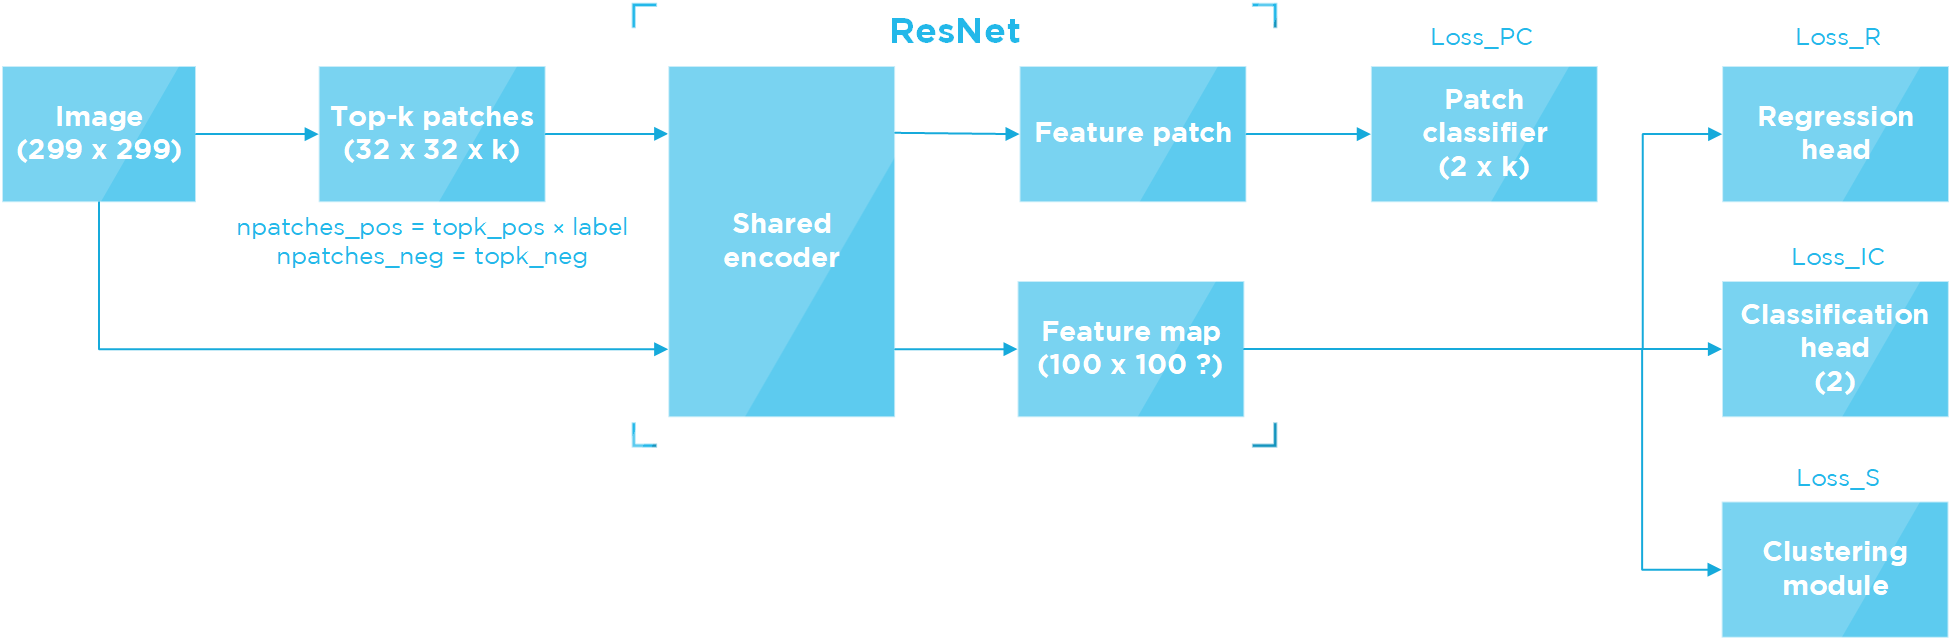 ResNet
Loss_PC
Loss_R
Image
(299 x 299)
Top-k patches
(32 x 32 x k)
Feature patch
Patch
classifier
(2 x k)
Regression
head
npatches_pos = topk_pos × label
npatches_neg = topk_neg
Shared
encoder
Loss_IC
Feature map
(100 x 100 ?)
Classification
head
(2)
Loss_S
Clustering
module